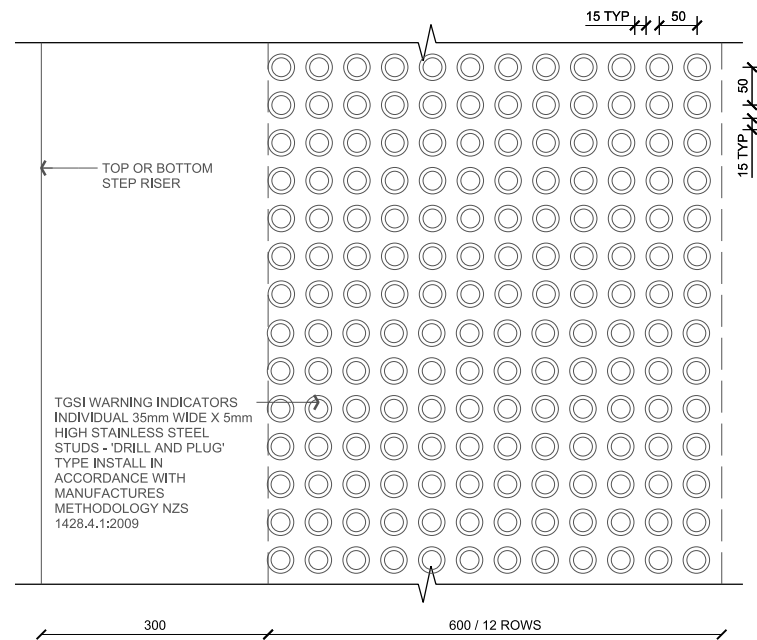 15 TYP
50
50
15 TYP
TOP OR BOTTOM
STEP RISER
TGSI WARNING INDICATORS
INDIVIDUAL 35mm WIDE X 5mm
HIGH STAINLESS STEEL
STUDS - 'DRILL AND PLUG'
TYPE INSTALL IN
ACCORDANCE WITH
MANUFACTURES
METHODOLOGY NZS
1428.4.1:2009
300
600 / 12 ROWS